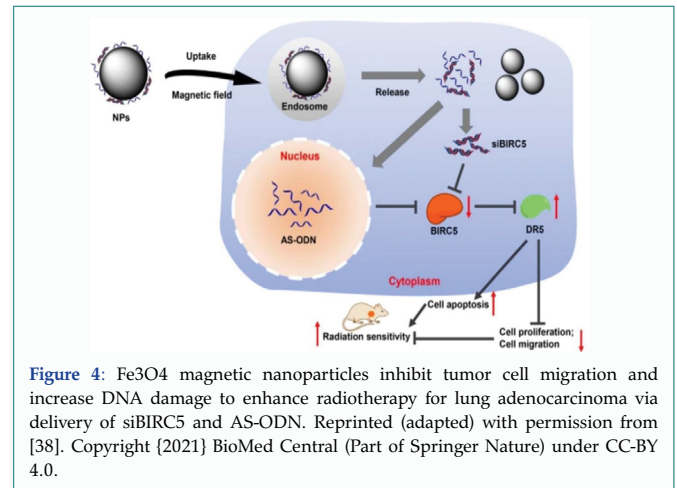 Uptake
Magnetic field
NPs
Endosome
Release
siBIRC5
Nucleus
AS-ODN
BIRC5
DR5
Cytoplasm
Cell apoptosis
Radiation sensitivity
Cell proliferation;
Cell migration
Figure 4: Fe3O4 magnetic nanoparticles inhibit tumor cell migration and
increase DNA damage to enhance radiotherapy for lung adenocarcinoma via
delivery of siBIRC5 and AS-ODN. Reprinted (adapted) with permission from
[38]. Copyright {2021} BioMed Central (Part of Springer Nature) under CC-BY
4.0.